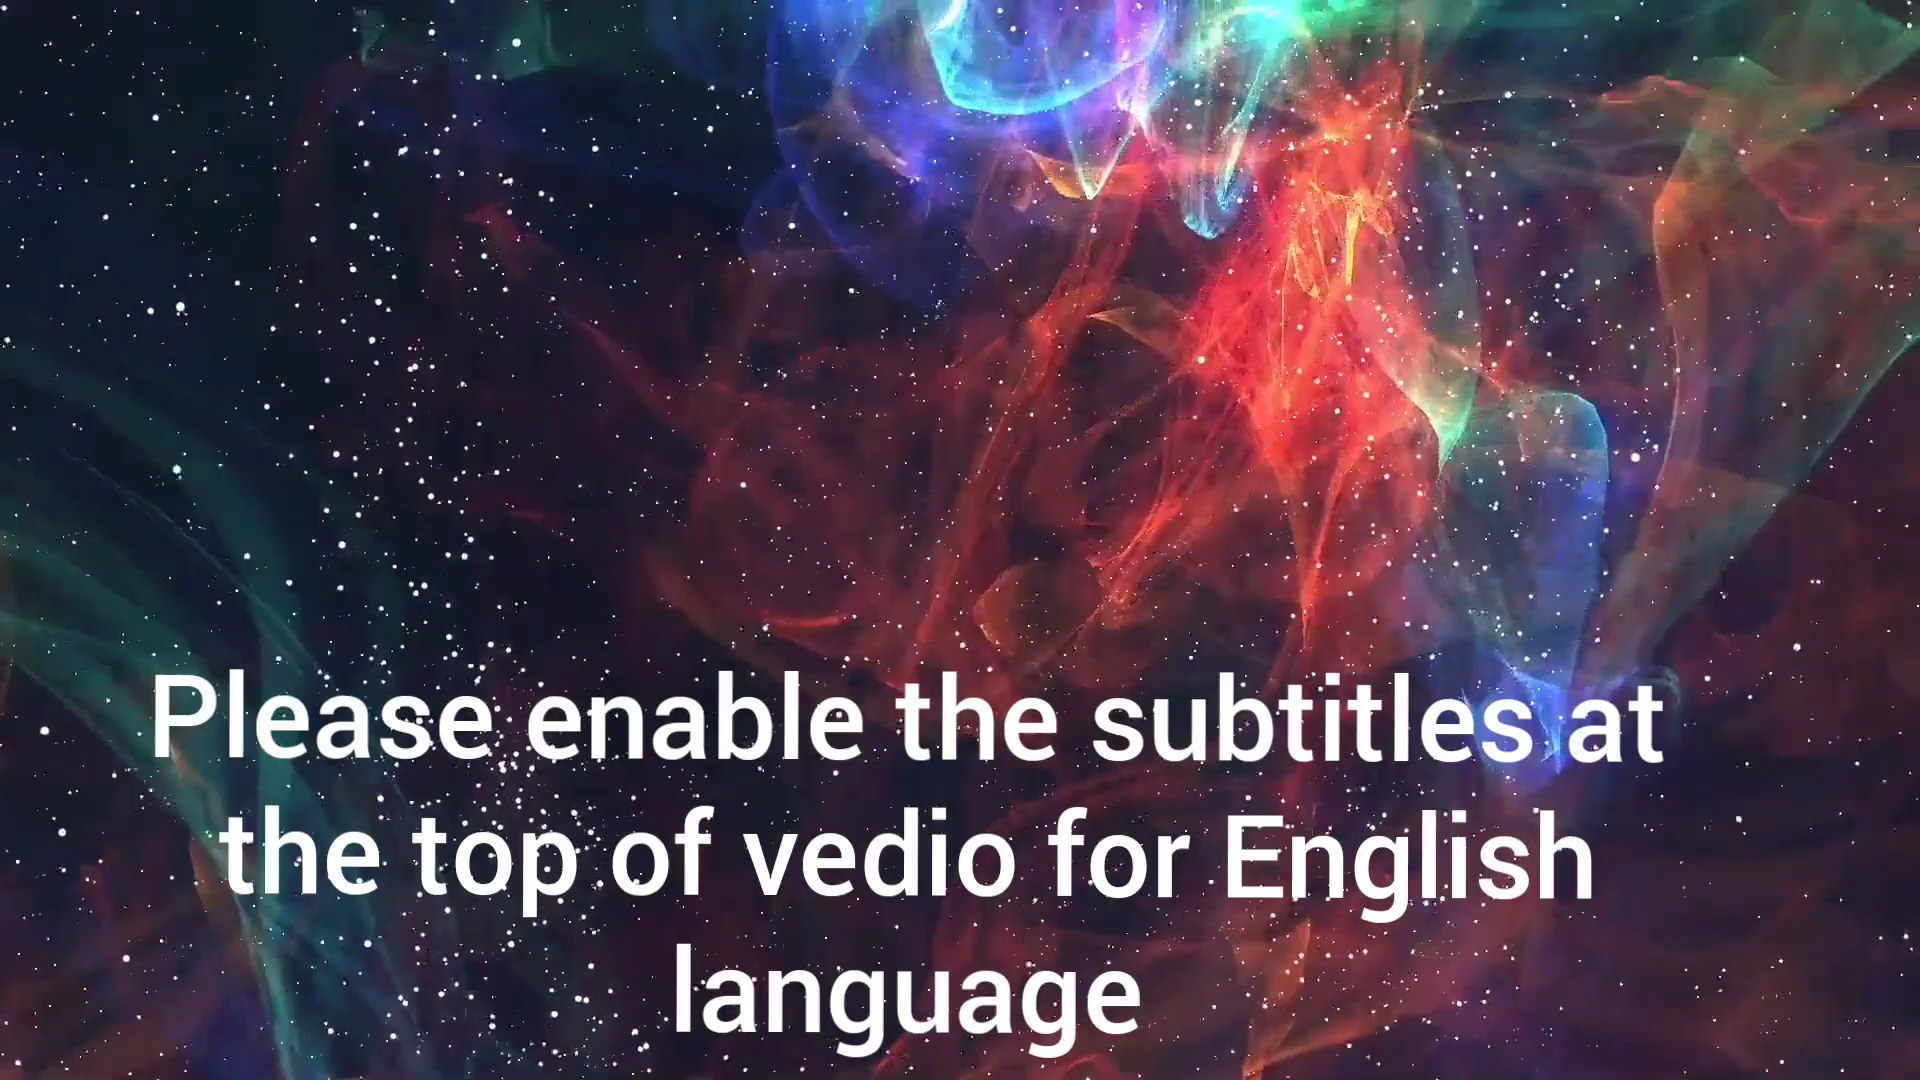 Please enable the subtitles at
the top of vedio for English
language